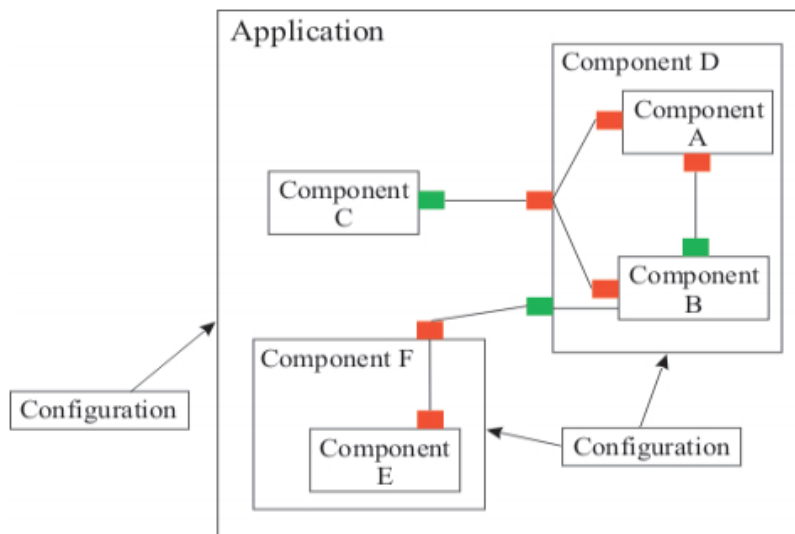 Application
Component D
Component
A
Component
C
Component
B
Component F
Configuration
Component
E
Configuration